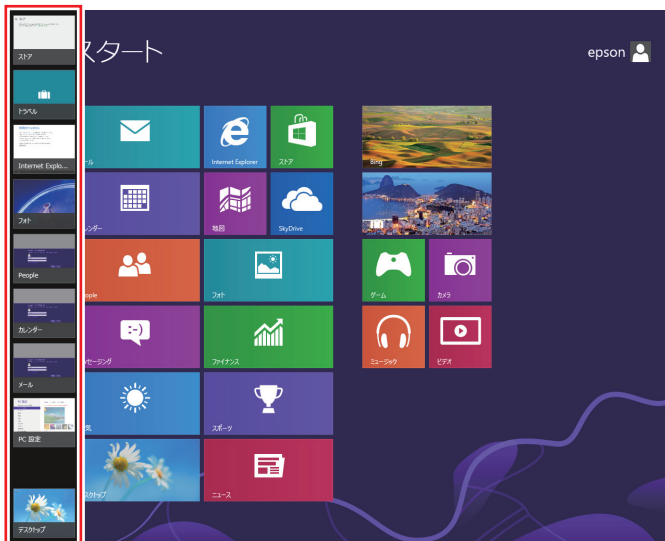 ストア
トラベル
Internet Explo...
フォト
People
カレンダー
メール
PC 設定
デスクトップ
スタート
epson
ール
Internet Explorer
ストア
レンダー
地図
SkyDrive
ople
フォト
ッセージング
ファイナンス
気
スポーツ
スクトップ
ニュース
Bing
ゲーム
カメラ
ミュージック
ビデオ